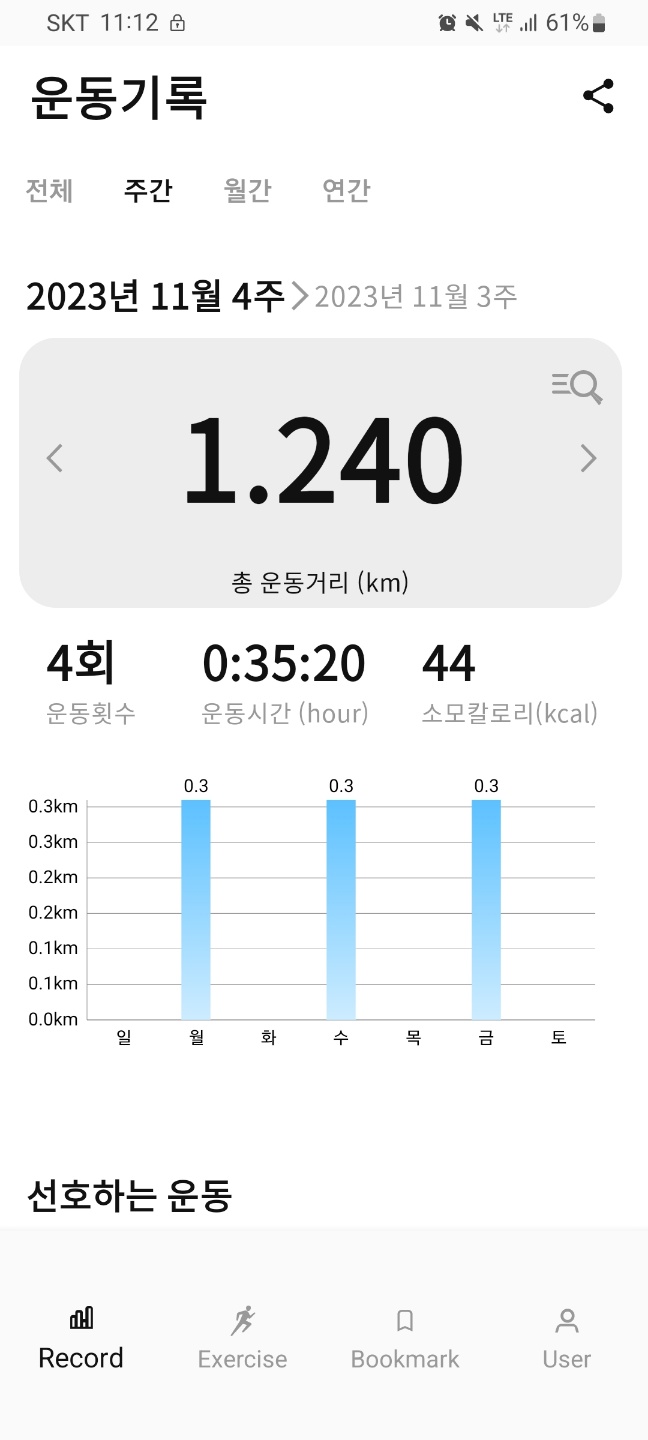 SKT 11:12 LTE 61%
운동기록
전체 주간 월간 연간
2023년 11월 4주 2023년 11월 3주
1.240
총 운동거리 (km)
4회 0:35:20 44
운동횟수 운동시간 (hour) 소모칼로리(kcal)
0.3 0.3 0.3
0.3km
0.3km
0.2km
0.2km
0.1km
0.1km
0.0km
일 월 화 수 목 금 토
선호하는 운동
Record Exercise Bookmark User